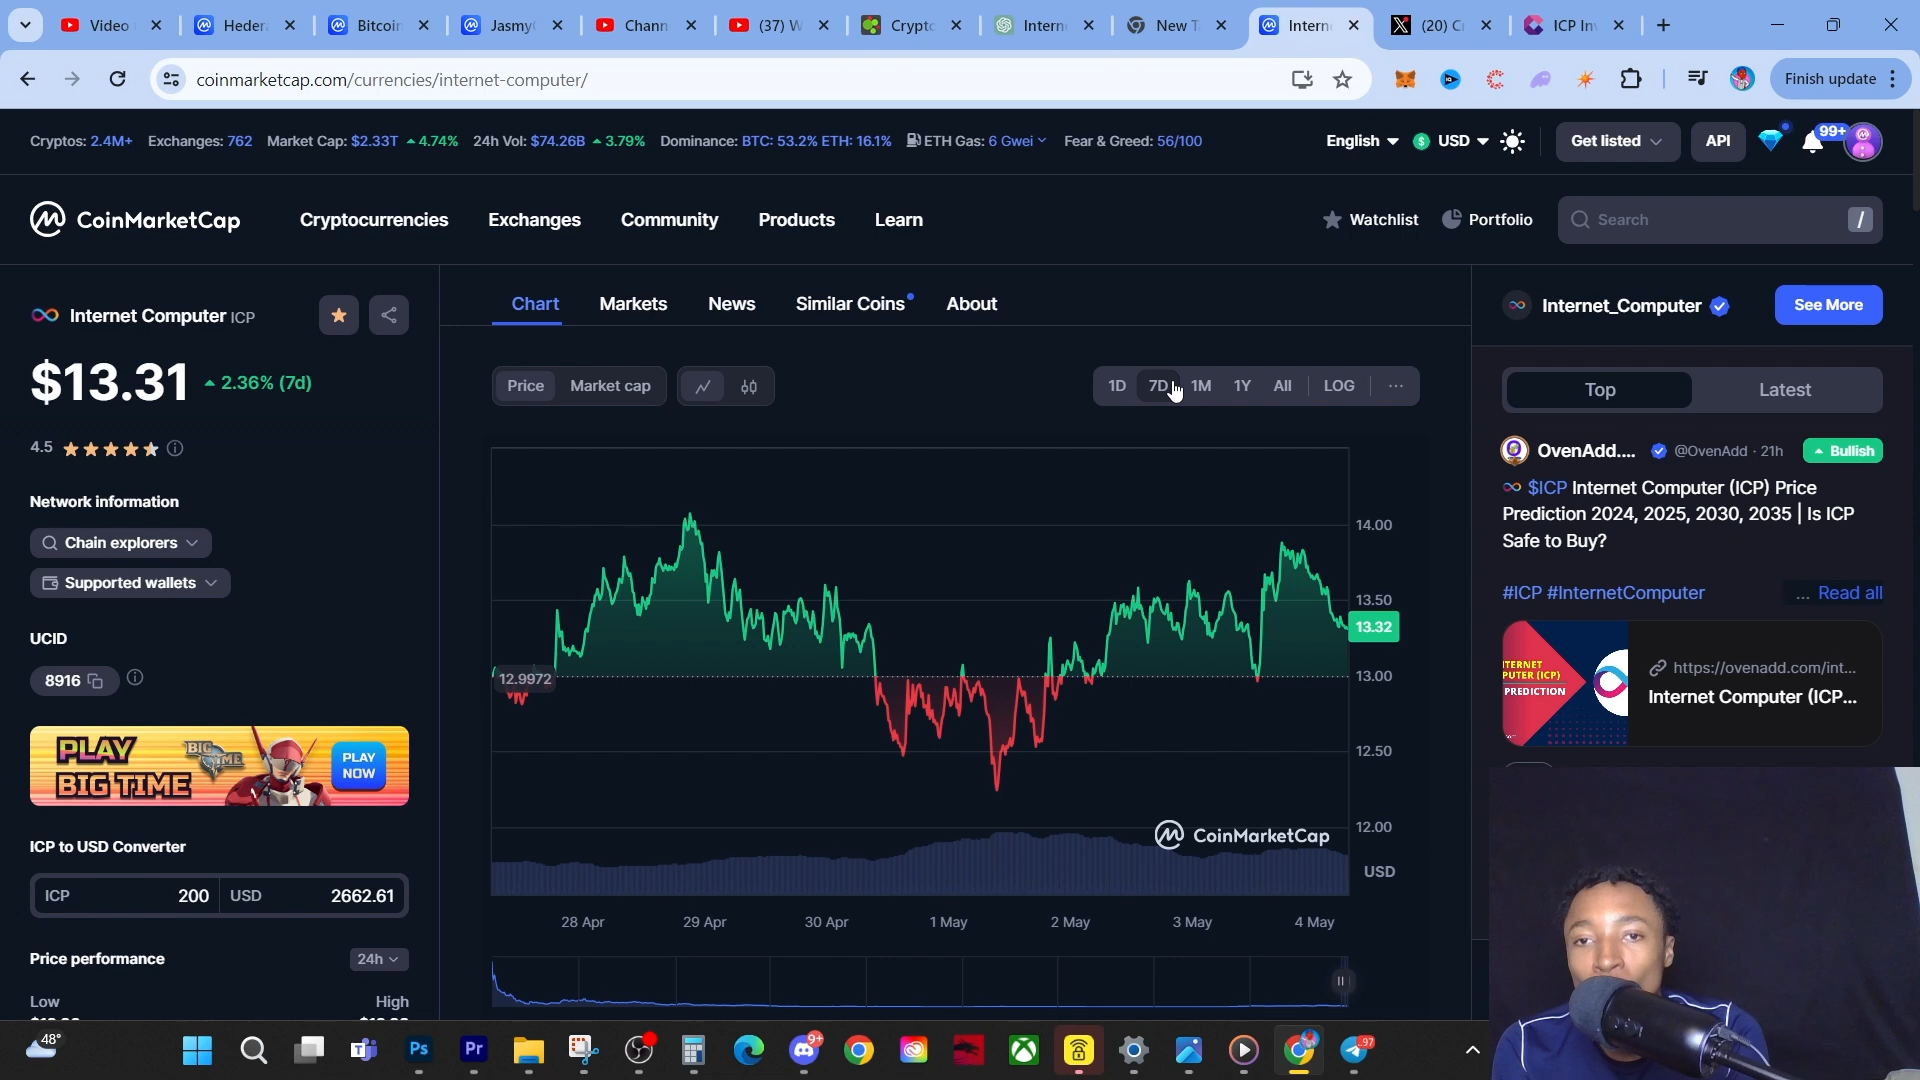 Video
Heder
Bitcoin
Jasmy
Chann
(37) W
Crypto
Intern
New T
Intern
(20) C
ICP In
coinmarketcap.com/currencies/internet-computer/
Finish update
Cryptos: 2.4M+ Exchanges: 762 Market Cap: $2.33T 4.74% 24h Vol: $74.26B 3.79% Dominance: BTC: 53.2% ETH: 16.1% ETH Gas: 6 Gwei Fear & Greed: 56/100
English USD Get listed API 99+
CoinMarketCap Cryptocurrencies Exchanges Community Products Learn
Watchlist Portfolio Search /
Internet Computer ICP
$13.31 2.36% (7d)
4.5
Network information
Chain explorers
Supported wallets
UCID
8916
PLAY
BIG TIME
BIG TIME
PLAY
NOW
ICP to USD Converter
ICP 200 USD 2662.61
Price performance 24h
Low High
Chart Markets News Similar Coins About
Price Market cap
1D 7D 1M 1Y All LOG ...
14.00
13.50
13.32
13.00
12.50
12.00
12.9972
CoinMarketCap
USD
28 Apr 29 Apr 30 Apr 1 May 2 May 3 May 4 May
Internet_Computer See More
Top Latest
OvenAdd.... @OvenAdd · 21h Bullish
$ICP Internet Computer (ICP) Price
Prediction 2024, 2025, 2030, 2035 | Is ICP
Safe to Buy?
#ICP #InternetComputer ... Read all
NTERNET
PUTER (ICP)
PREDICTION
https://ovenadd.com/int...
Internet Computer (ICP...
48°
Ps
Pr
9+
97